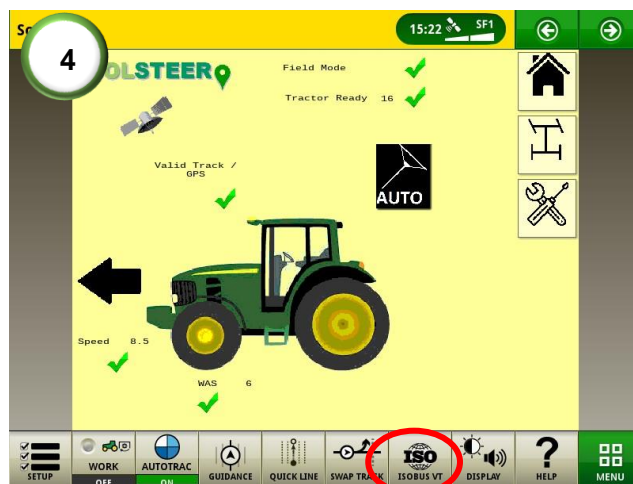 So
4
15:22 SF1
OLSTEER
Field Mode
Tractor Ready 16
Valid Track /
GPS
AUTO
Speed 8.5
WAS 6
SETUP
WORK
OFF
AUTOTRAC
ON
GUIDANCE
QUICK LINE
SWAP TRACK
ISO
ISOBUS VT
DISPLAY
?
HELP
MENU